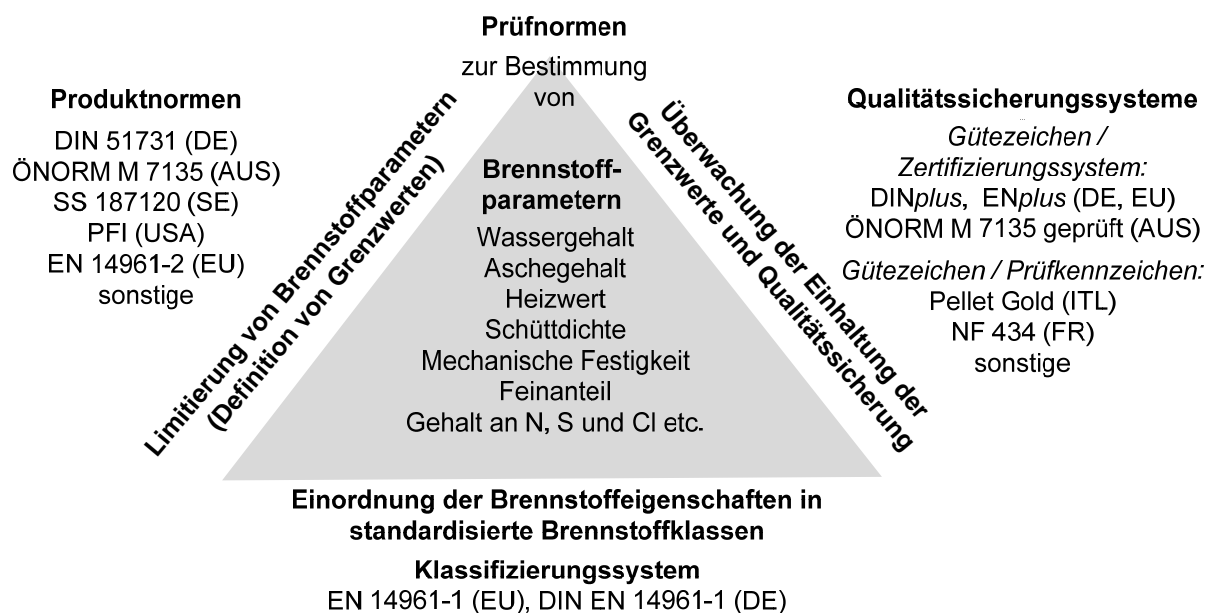 Prüfnormen
zur Bestimmung
von
Brennstoff-
parametern
Wassergehalt
Aschegehalt
Heizwert
Schüttdichte
Mechanische Festigkeit
Feinanteil
Gehalt an N, S und Cl etc.
Produktnormen
DIN 51731 (DE)
ÖNORM M 7135 (AUS)
SS 187120 (SE)
PFI (USA)
EN 14961-2 (EU)
sonstige
Limitierung von Brennstoffparametern
(Definition von Grenzwerten)
Überwachung der Einhaltung der
Grenzwerte und Qualitätssicherung
Qualitätssicherungssysteme
Gütezeichen /
Zertifizierungssystem:
DINplus, ENplus (DE, EU)
ÖNORM M 7135 geprüft (AUS)
Gütezeichen / Prüfkennzeichen:
Pellet Gold (ITL)
NF 434 (FR)
sonstige
Einordnung der Brennstoffeigenschaften in
standardisierte Brennstoffklassen
Klassifizierungssystem
EN 14961-1 (EU), DIN EN 14961-1 (DE)